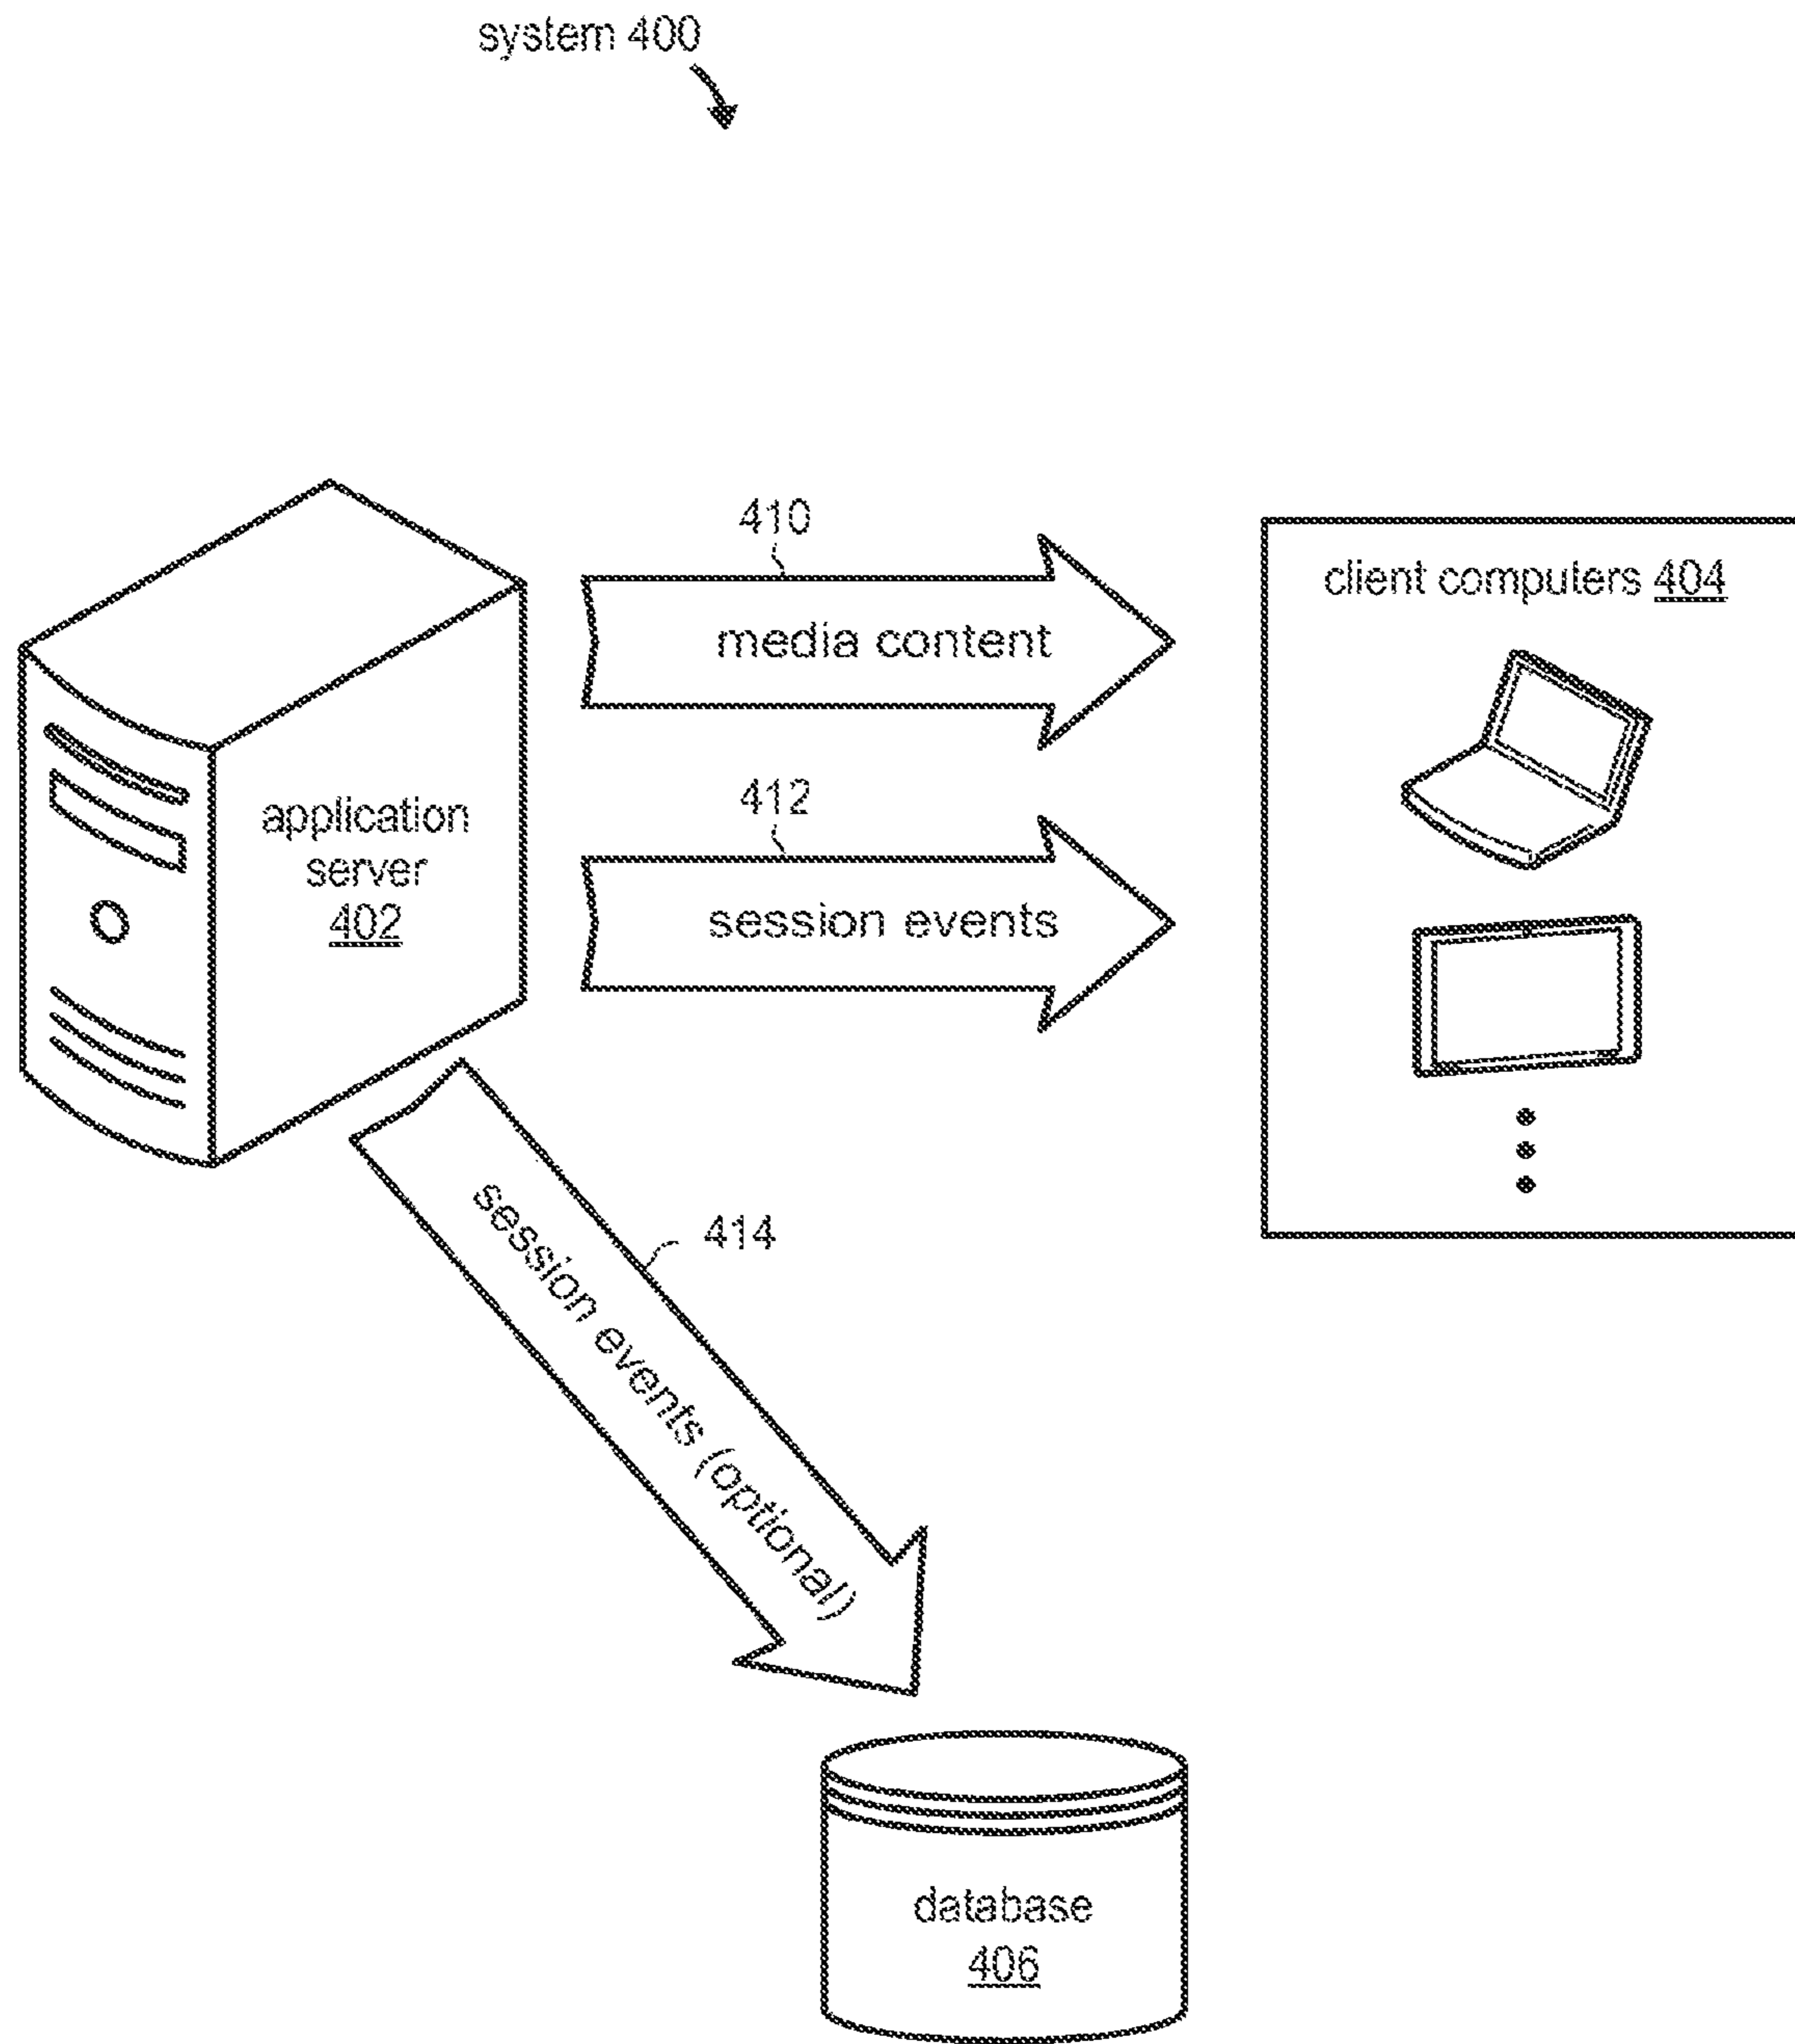 system 400
410
media content
client computers 404
412
application
server
402
session events
414
session events (optional)
database
406